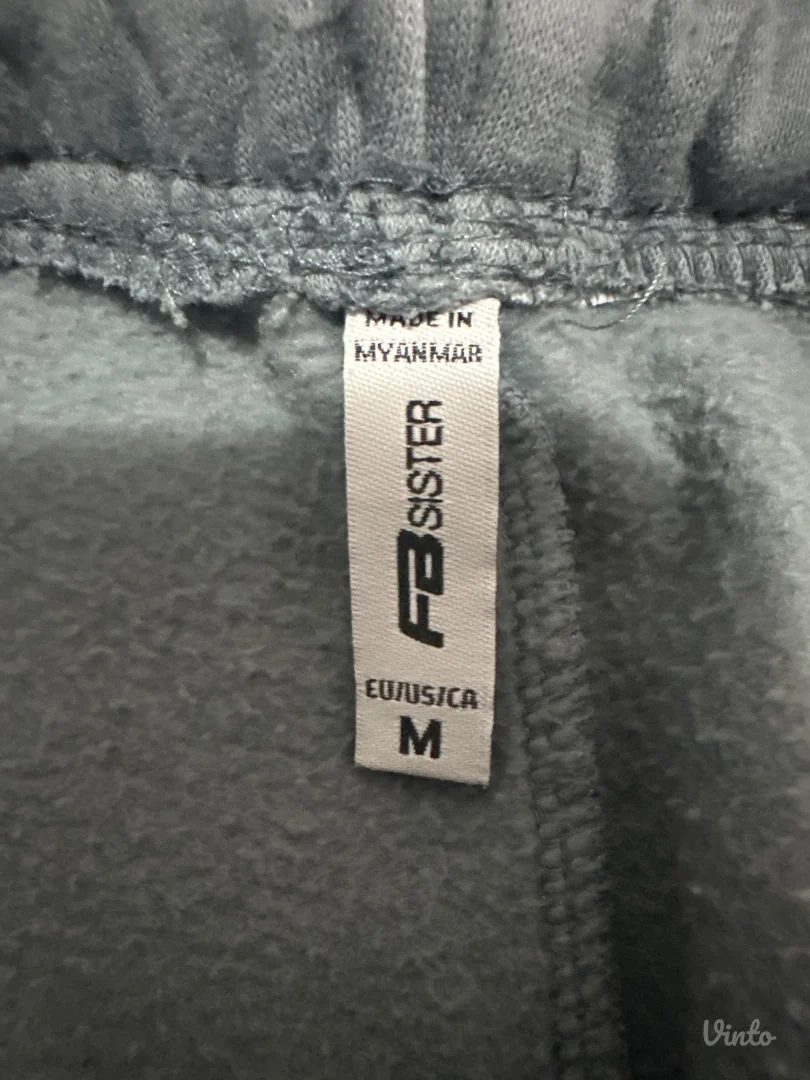 MADE IN
MYANMAR
FB SISTER
EU/US/CA
M
Vinto